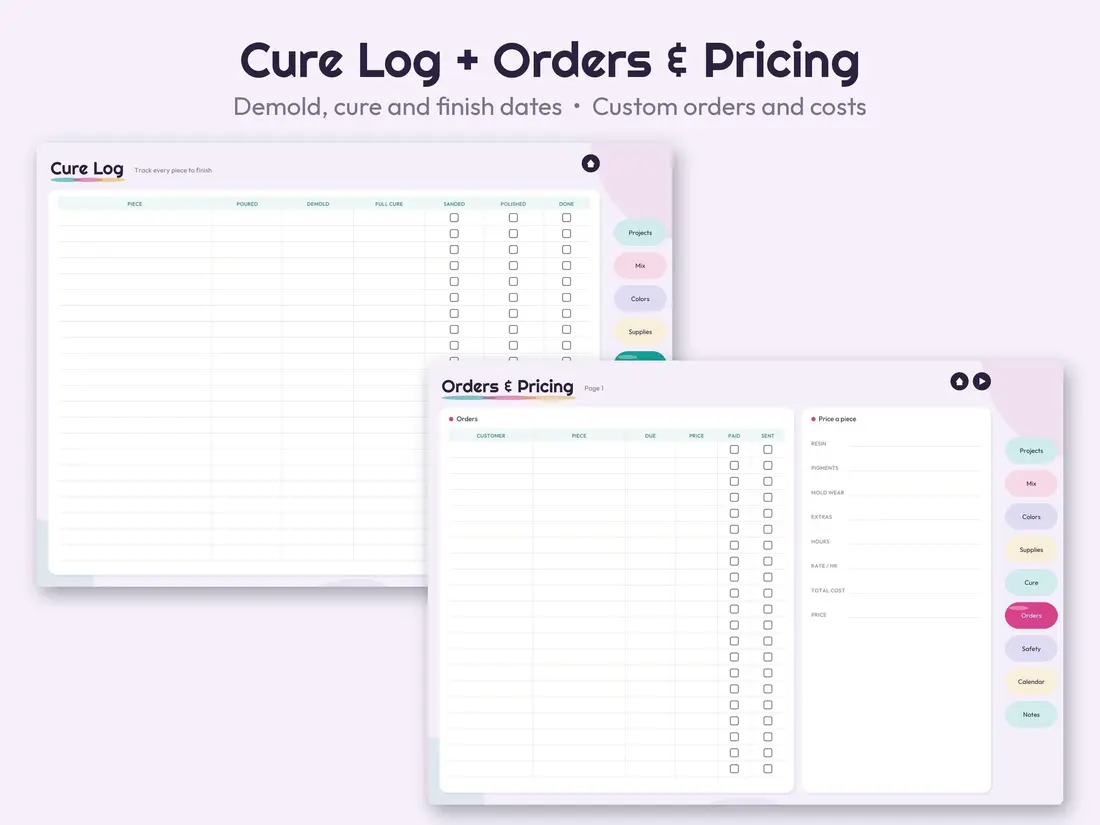 Cure Log + Orders & Pricing
Demold, cure and finish dates • Custom orders and costs
Cure Log Track every piece to finish
PIECE POURED DEMOLD FULL CURE SANDED POLISHED DONE
Projects
Mix
Colors
Supplies
Orders & Pricing Page 1
Orders
CUSTOMER PIECE DUE PRICE PAID SENT
Price a piece
RESIN
PIGMENTS
MOLD WEAR
EXTRAS
HOURS
RATE / HR
TOTAL COST
PRICE
Projects
Mix
Colors
Supplies
Cure
Orders
Safety
Calendar
Notes